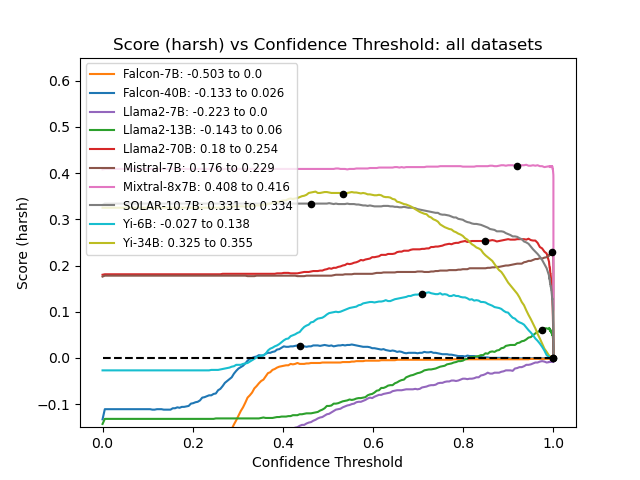 Score (harsh) vs Confidence Threshold: all datasets
Score (harsh)
0.6
0.5
0.4
0.3
0.2
0.1
0.0
−0.1
Falcon-7B: -0.503 to 0.0
Falcon-40B: -0.133 to 0.026
Llama2-7B: -0.223 to 0.0
Llama2-13B: -0.143 to 0.06
Llama2-70B: 0.18 to 0.254
Mistral-7B: 0.176 to 0.229
Mixtral-8x7B: 0.408 to 0.416
SOLAR-10.7B: 0.331 to 0.334
Yi-6B: -0.027 to 0.138
Yi-34B: 0.325 to 0.355
0.0 0.2 0.4 0.6 0.8 1.0
Confidence Threshold